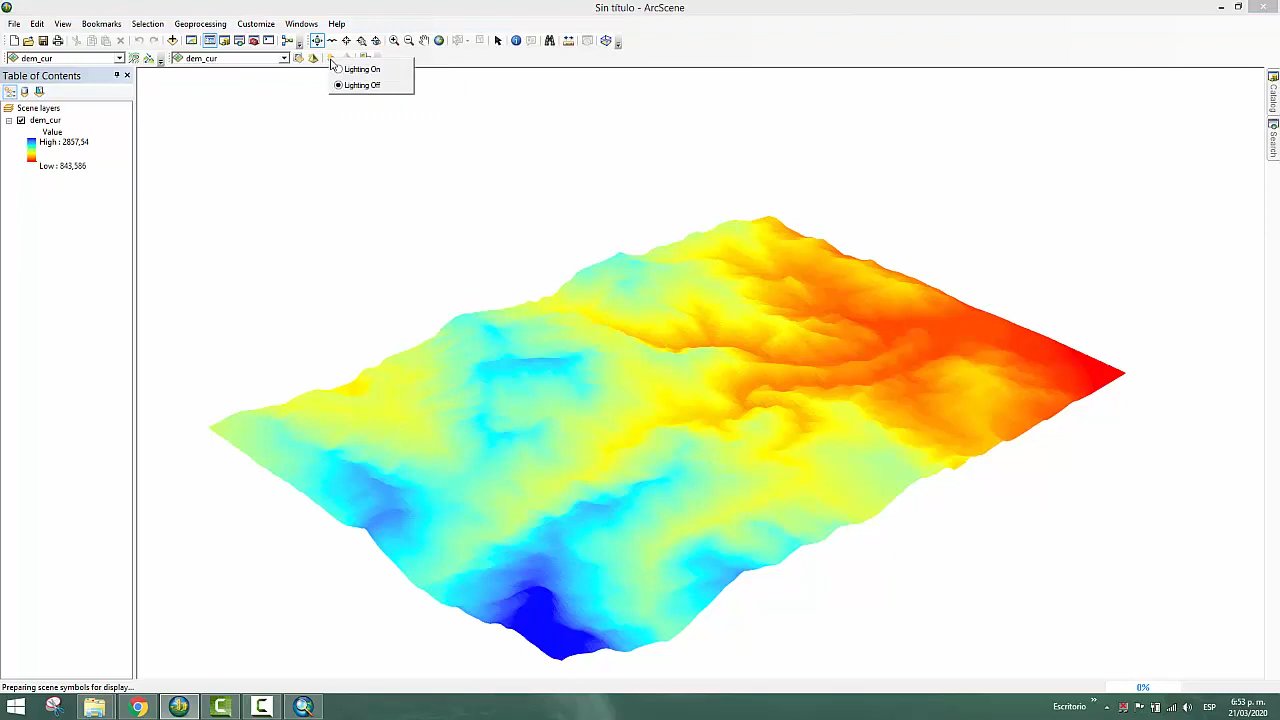 Sin título - ArcScene
File Edit View Bookmarks Selection Geoprocessing Customize Windows Help
dem_cur dem_cur
Lighting On
Lighting Off
Table of Contents
Scene layers
dem_cur
Value
High : 2857,54
Low : 843,586
Catalog
Search
Preparing scene symbols for display...
0%
Escritorio
ESP
6:53 p. m.
21/03/2020